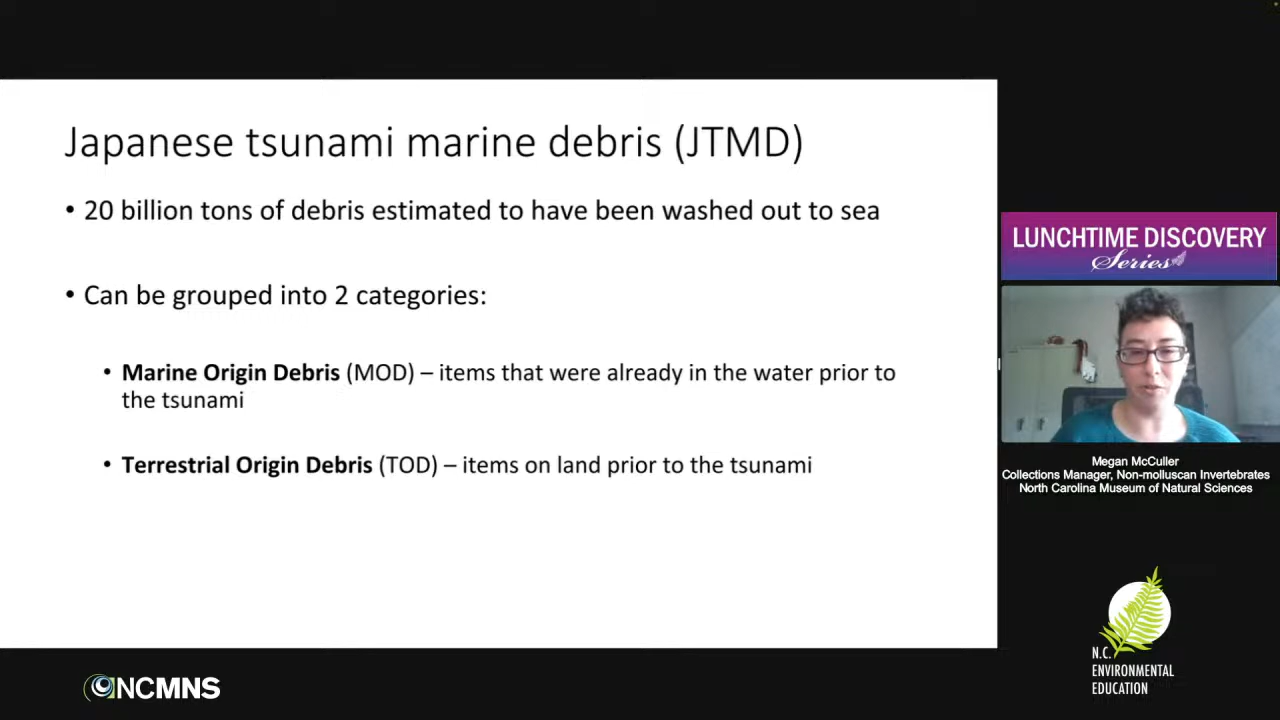 Japanese tsunami marine debris (JTMD)
• 20 billion tons of debris estimated to have been washed out to sea
• Can be grouped into 2 categories:
• Marine Origin Debris (MOD) – items that were already in the water prior to
the tsunami
• Terrestrial Origin Debris (TOD) – items on land prior to the tsunami
LUNCHTIME DISCOVERY
Series
Megan McCuller
Collections Manager, Non-molluscan Invertebrates
North Carolina Museum of Natural Sciences
N.C.
ENVIRONMENTAL
EDUCATION
NCMNS